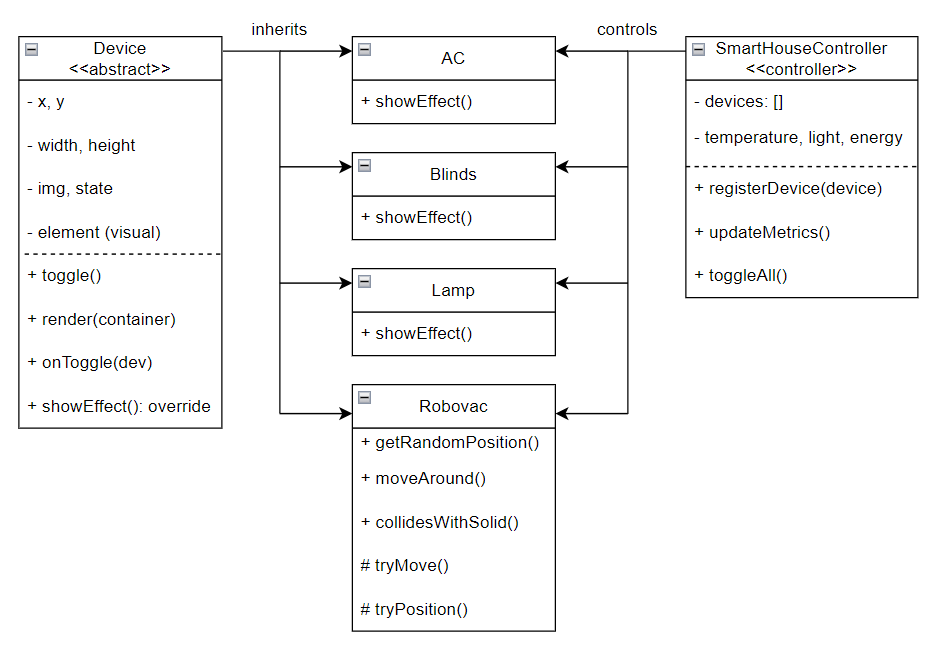 inherits
controls
Device
<<abstract>>
- x, y
- width, height
- img, state
- element (visual)
+ toggle()
+ render(container)
+ onToggle(dev)
+ showEffect(): override
AC
+ showEffect()
Blinds
+ showEffect()
Lamp
+ showEffect()
Robovac
+ getRandomPosition()
+ moveAround()
+ collidesWithSolid()
# tryMove()
# tryPosition()
SmartHouseController
<<controller>>
- devices: []
- temperature, light, energy
+ registerDevice(device)
+ updateMetrics()
+ toggleAll()